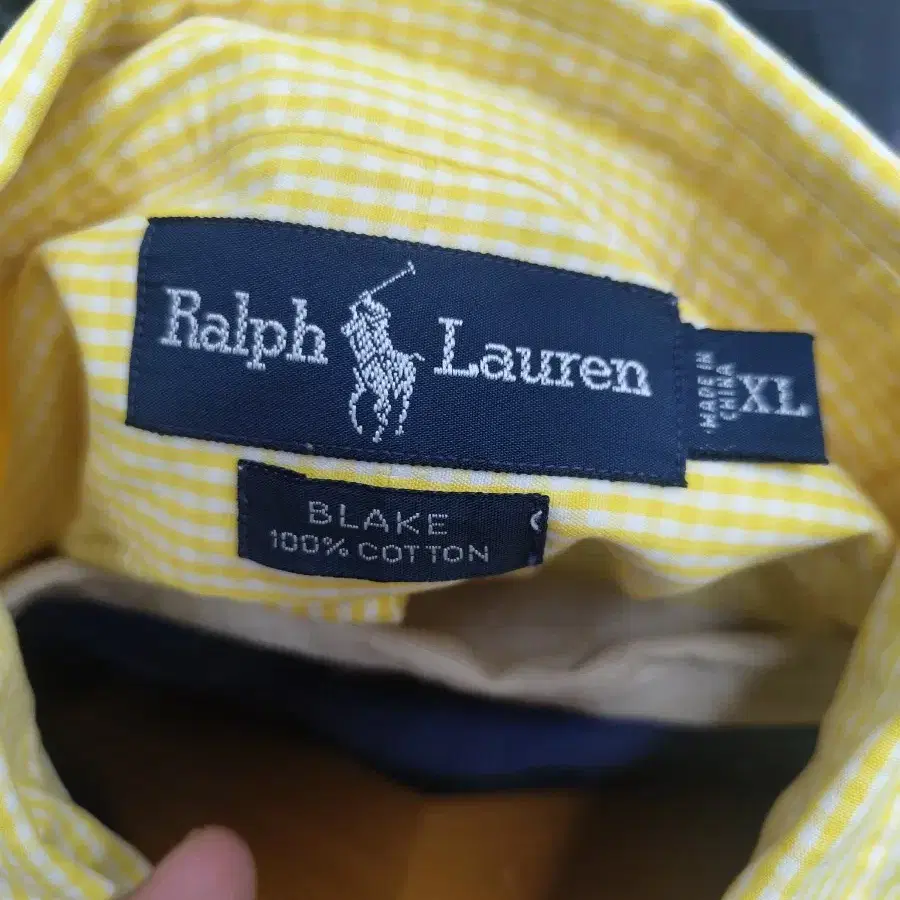 Ralph Lauren
MADE IN
CHINA
XL
BLAKE
100% COTTON